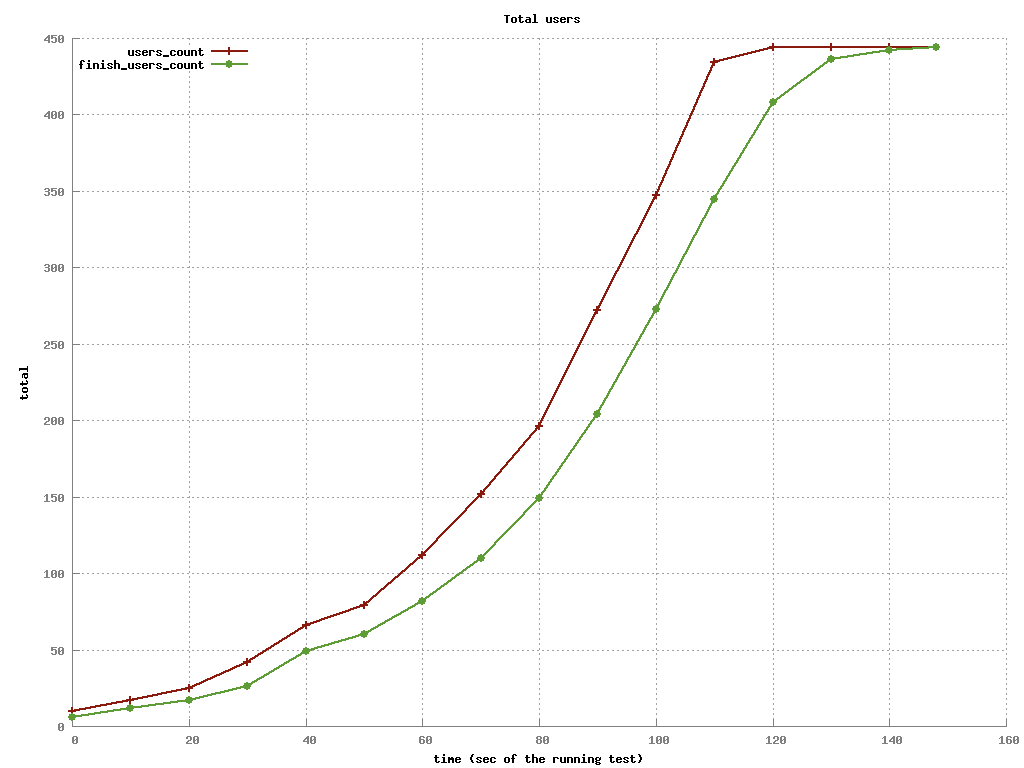 Total users
users_count
finish_users_count
450
400
350
300
250
200
150
100
50
0
total
0 20 40 60 80 100 120 140 160
time (sec of the running test)